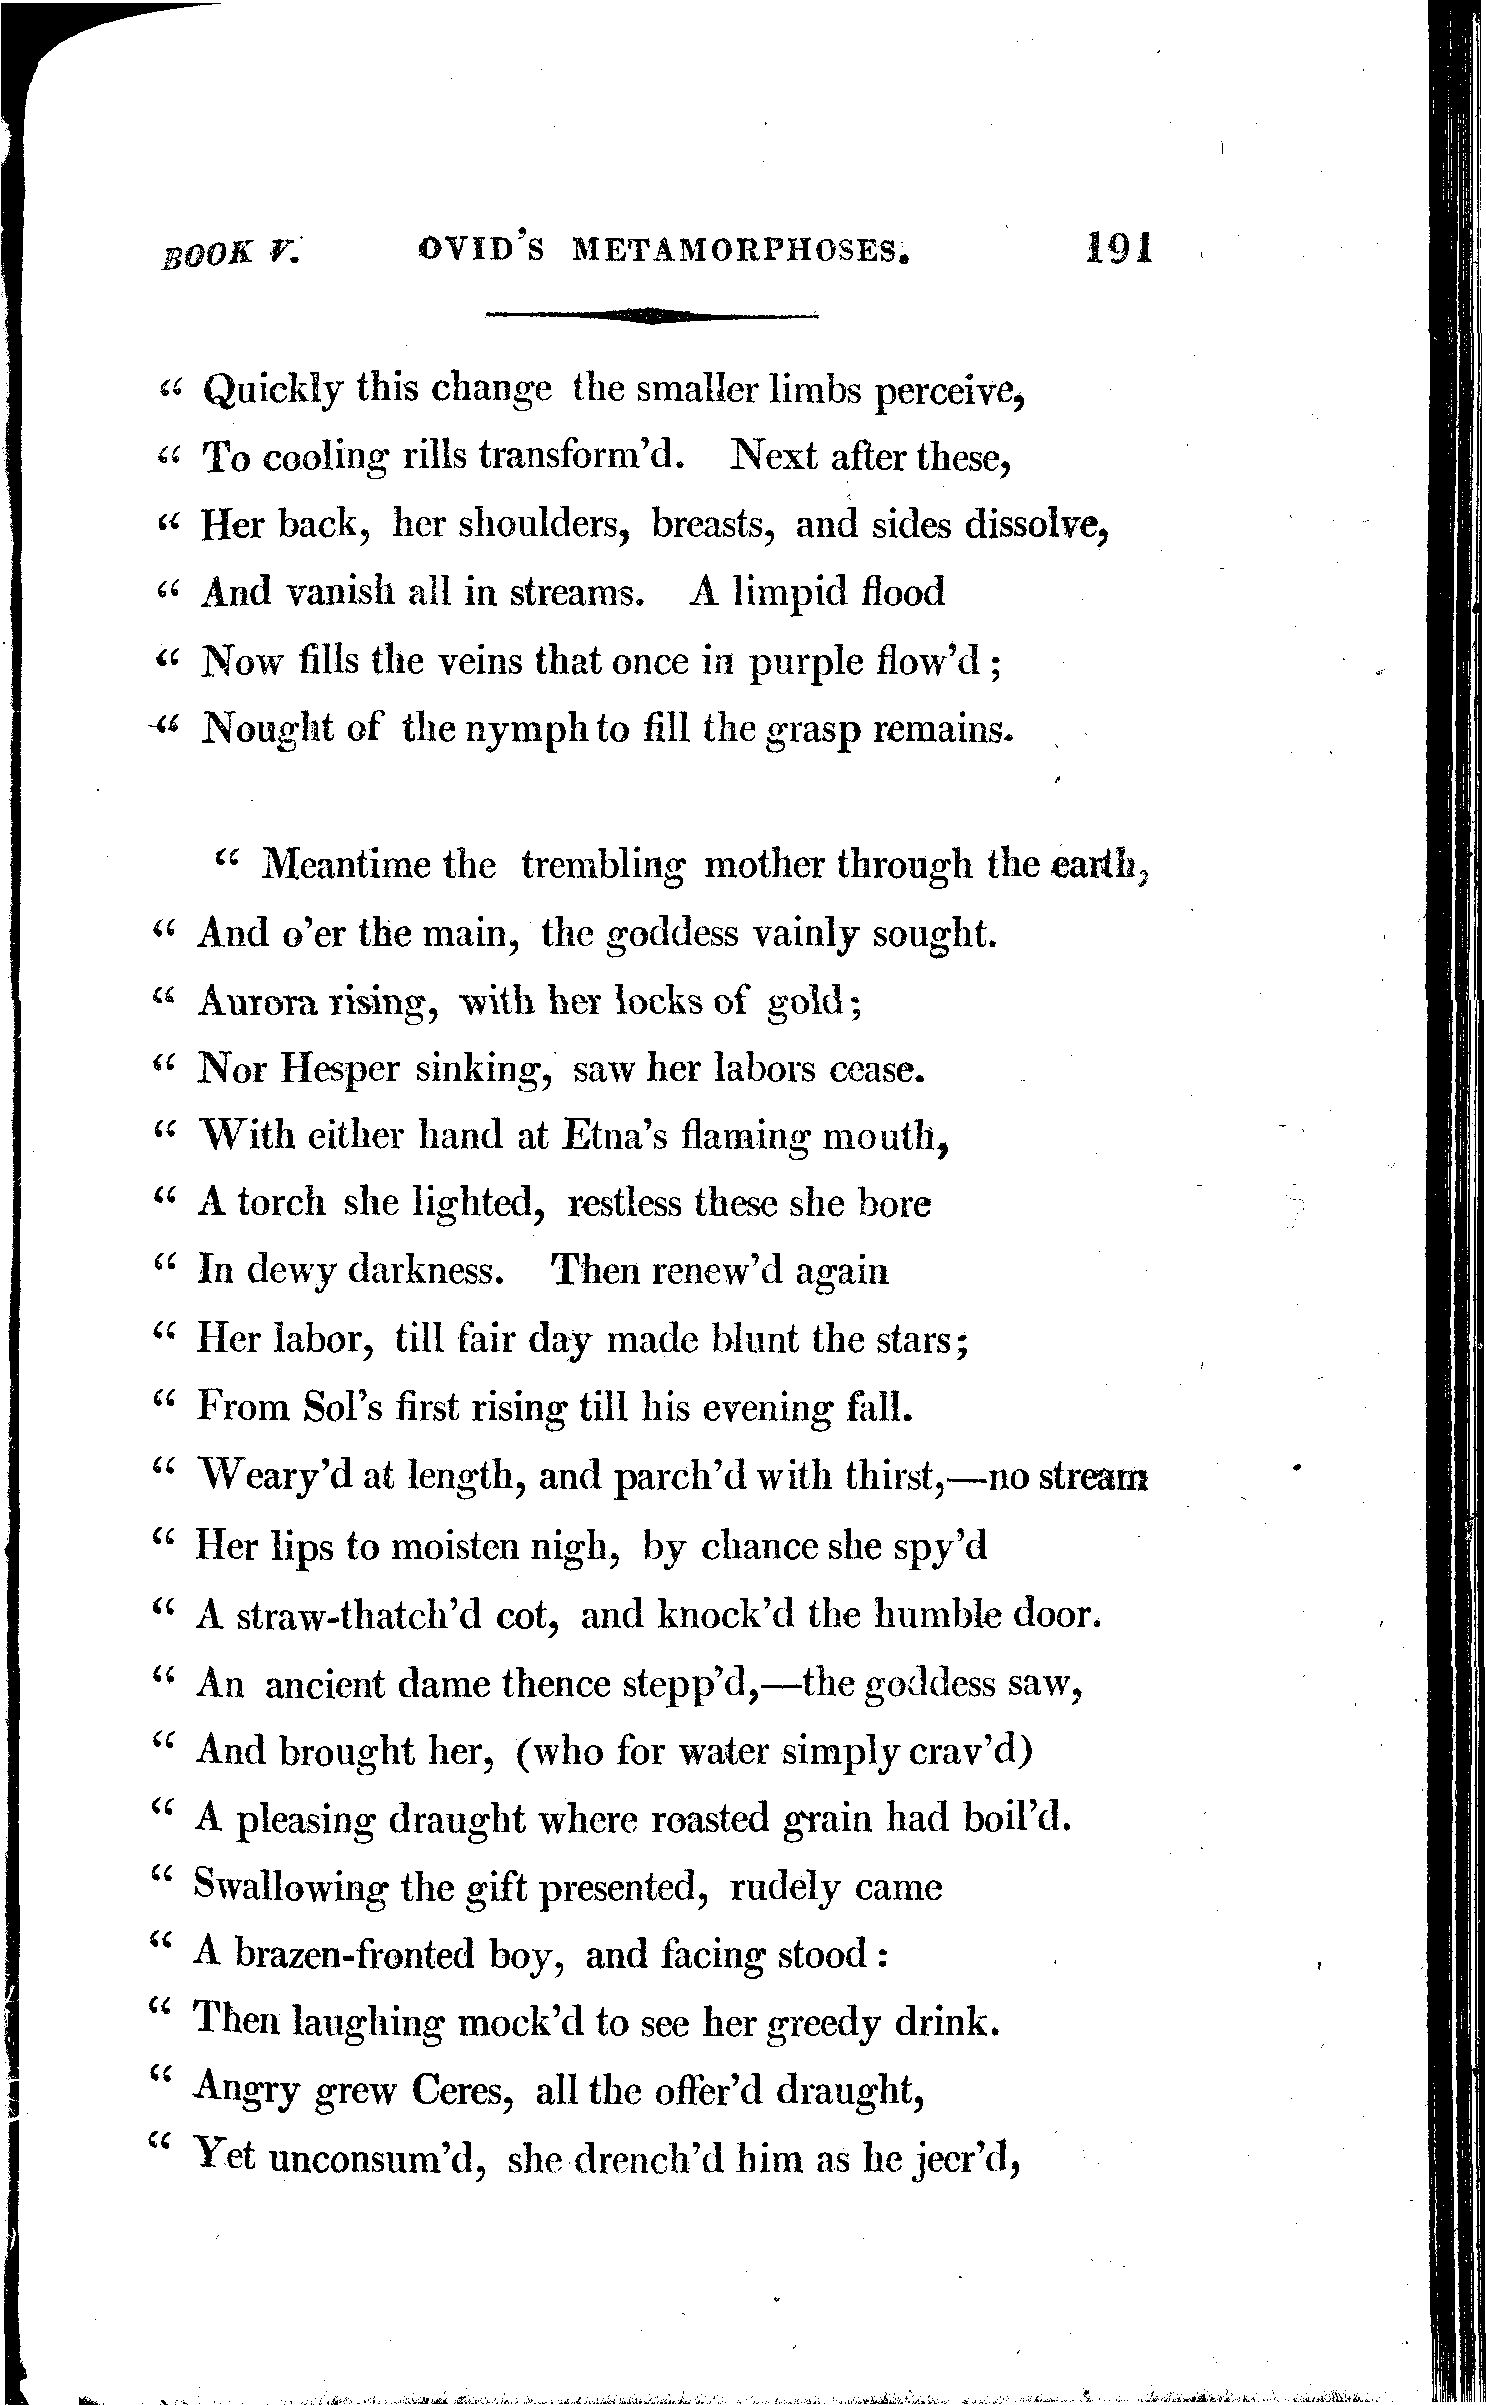 BOOK V. OVID'S METAMORPHOSES. 191
“ Quickly this change the smaller limbs perceive,
“ To cooling rills transform'd. Next after these,
“ Her back, her shoulders, breasts, and sides dissolve,
“ And vanish all in streams. A limpid flood
“ Now fills the veins that once in purple flow'd ;
“ Nought of the nymph to fill the grasp remains.
“ Meantime the trembling mother through the earth,
“ And o'er the main, the goddess vainly sought.
“ Aurora rising, with her locks of gold;
“ Nor Hesper sinking, saw her labors cease.
“ With either hand at Etna's flaming mouth,
“ A torch she lighted, restless these she bore
“ In dewy darkness. Then renew'd again
“ Her labor, till fair day made blunt the stars;
“ From Sol's first rising till his evening fall.
“ Weary'd at length, and parch'd with thirst,—no stream
“ Her lips to moisten nigh, by chance she spy'd
“ A straw-thatch'd cot, and knock'd the humble door.
“ An ancient dame thence stepp'd,—the goddess saw,
“ And brought her, (who for water simply crav'd)
“ A pleasing draught where roasted grain had boil'd.
“ Swallowing the gift presented, rudely came
“ A brazen-fronted boy, and facing stood :
“ Then laughing mock'd to see her greedy drink.
“ Angry grew Ceres, all the offer'd draught,
“ Yet unconsum'd, she drench'd him as he jeer'd,